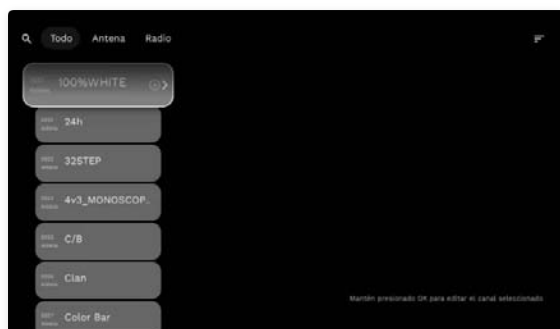 Todo Antena Radio
100%WHITE
24h
32STEP
4v3_MONOSCOP..
C/B
Clan
Color Bar
Mantén presionado OK para editar el canal seleccionado